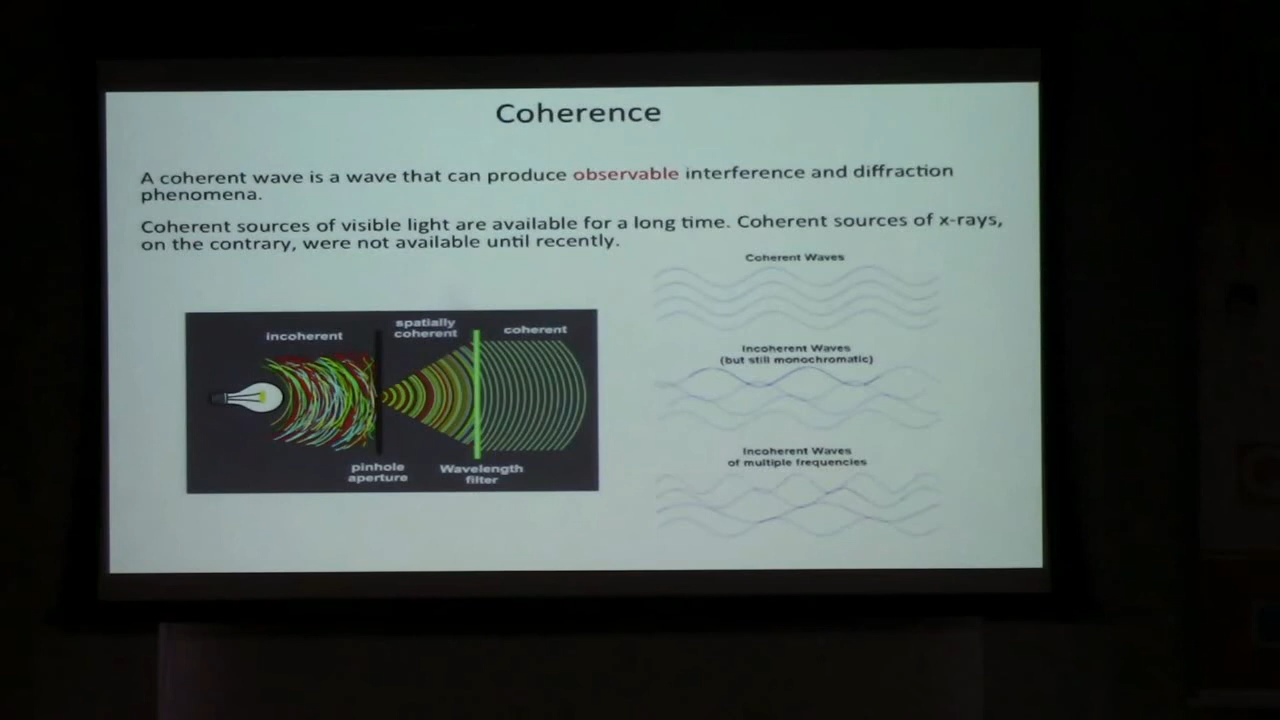 Coherence
A coherent wave is a wave that can produce observable interference and diffraction
phenomena.
Coherent sources of visible light are available for a long time. Coherent sources of x-rays,
on the contrary, were not available until recently.
Coherent Waves
incoherent
spatially
coherent
coherent
pinhole
aperture
Wavelength
filter
Incoherent Waves
(but still monochromatic)
Incoherent Waves
of multiple frequencies